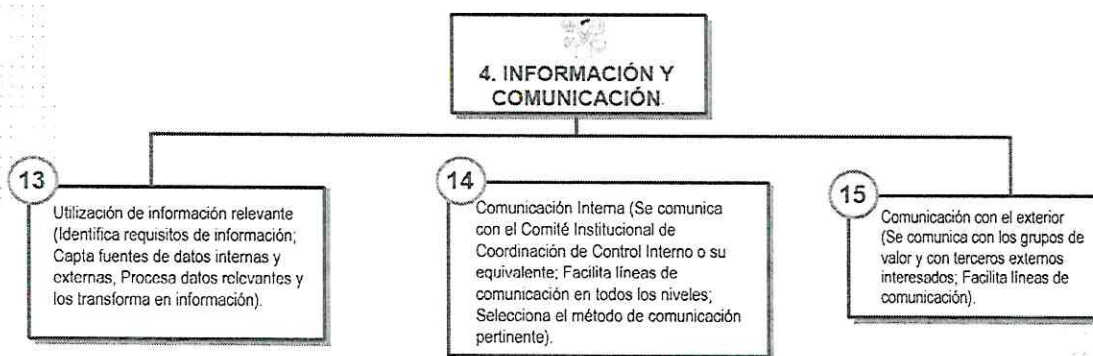 4. INFORMACIÓN Y
COMUNICACIÓN
13
Utilización de información relevante
(Identifica requisitos de información;
Capta fuentes de datos internas y
externas, Procesa datos relevantes y
los transforma en información).
14
Comunicación Interna (Se comunica
con el Comité Institucional de
Coordinación de Control Interno o su
equivalente; Facilita líneas de
comunicación en todos los niveles;
Selecciona el método de comunicación
pertinente).
15
Comunicación con el exterior
(Se comunica con los grupos de
valor y con terceros externos
interesados; Facilita líneas de
comunicación).